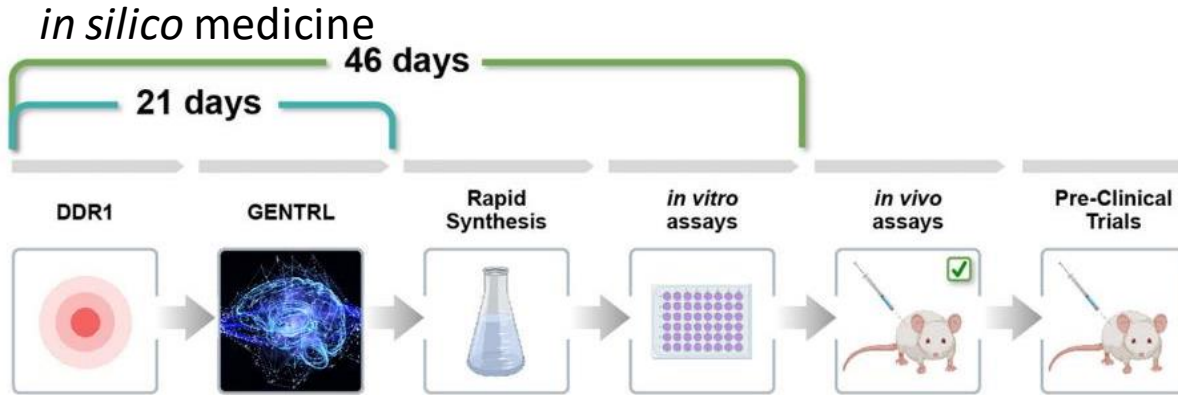 in silico medicine
46 days
21 days
DDR1
GENTRL
Rapid
Synthesis
in vitro
assays
in vivo
assays
Pre-Clinical
Trials